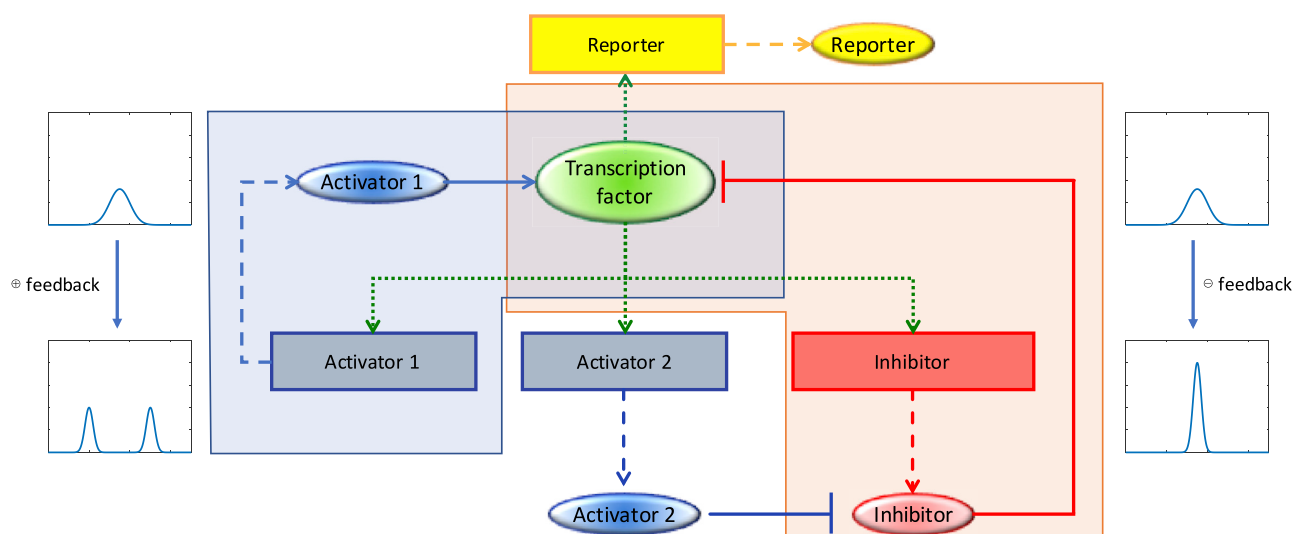 Reporter
Reporter
Activator 1
Transcription
factor
⊕ feedback
⊖ feedback
Activator 1
Activator 2
Inhibitor
Activator 2
Inhibitor